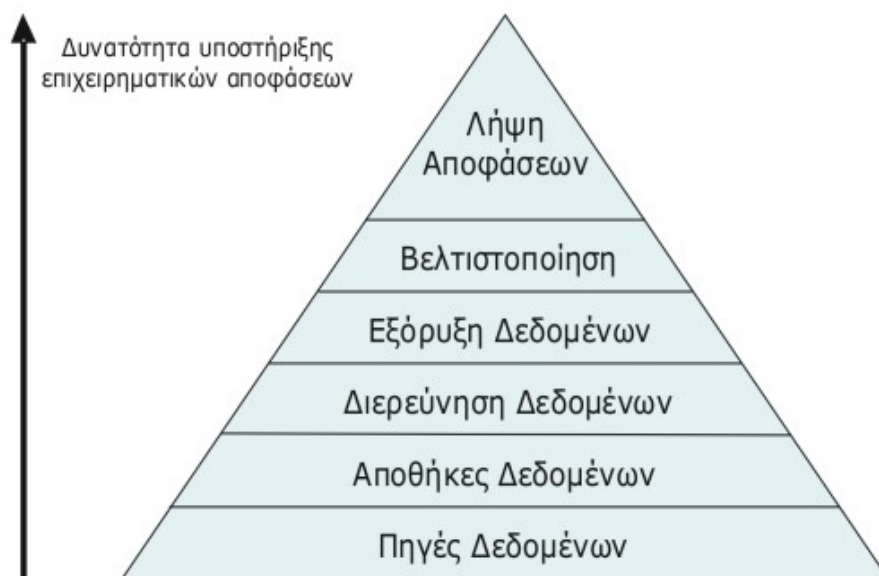 Δυνατότητα υποστήριξης
επιχειρηματικών αποφάσεων
Λήψη
Αποφάσεων
Βελτιστοποίηση
Εξόρυξη Δεδομένων
Διερεύνηση Δεδομένων
Αποθήκες Δεδομένων
Πηγές Δεδομένων